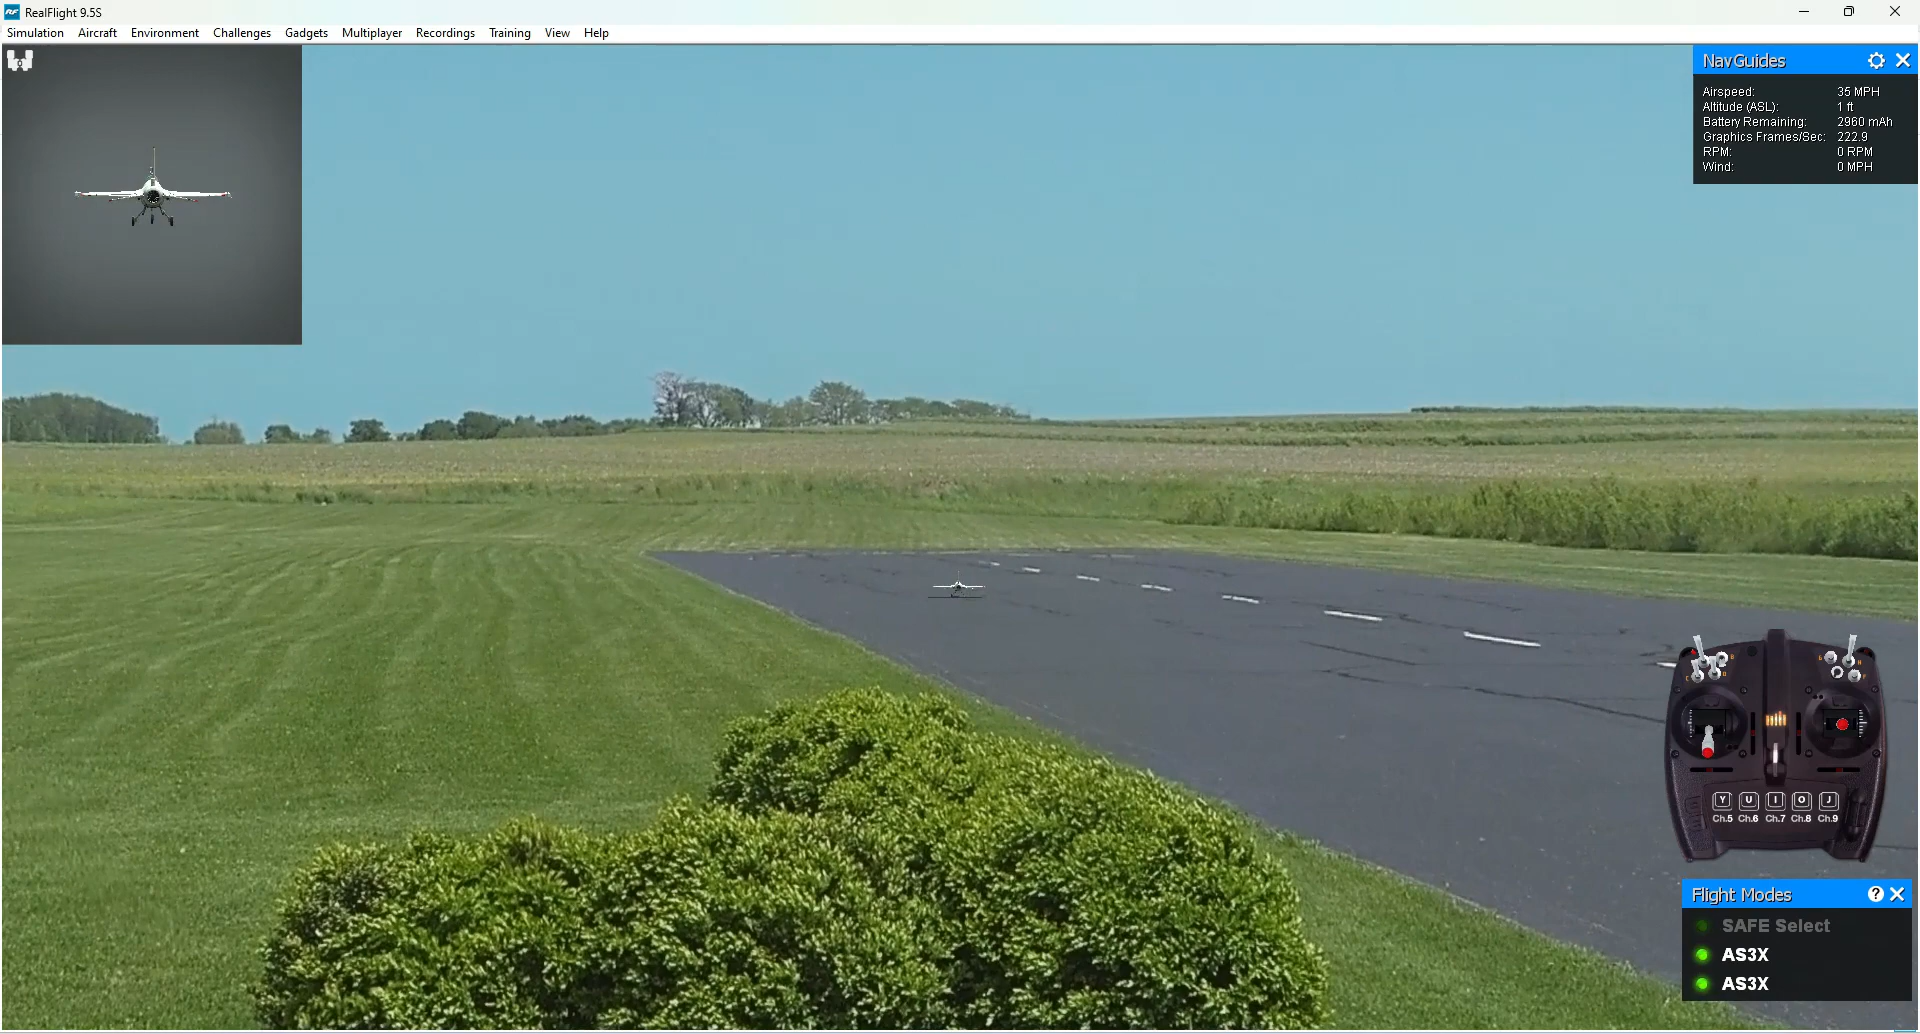 RF RealFlight 9.5S
Simulation Aircraft Environment Challenges Gadgets Multiplayer Recordings Training View Help
NavGuides
Airspeed: 35 MPH
Altitude (ASL): 1 ft
Battery Remaining: 2960 mAh
Graphics Frames/Sec: 222.9
RPM: 0 RPM
Wind: 0 MPH
Y U I O J
Ch.5 Ch.6 Ch.7 Ch.8 Ch.9
Flight Modes ?
SAFE Select
AS3X
AS3X